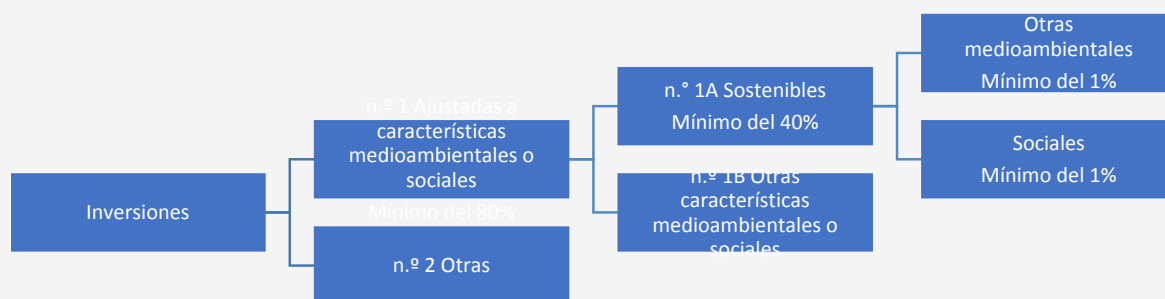 Inversiones
n.º 1 Ajustadas a
características
medioambientales o
sociales
Mínimo del 80%
n.º 2 Otras
n.° 1A Sostenibles
Mínimo del 40%
n.º 1B Otras
características
medioambientales o
sociales
Otras
medioambientales
Mínimo del 1%
Sociales
Mínimo del 1%